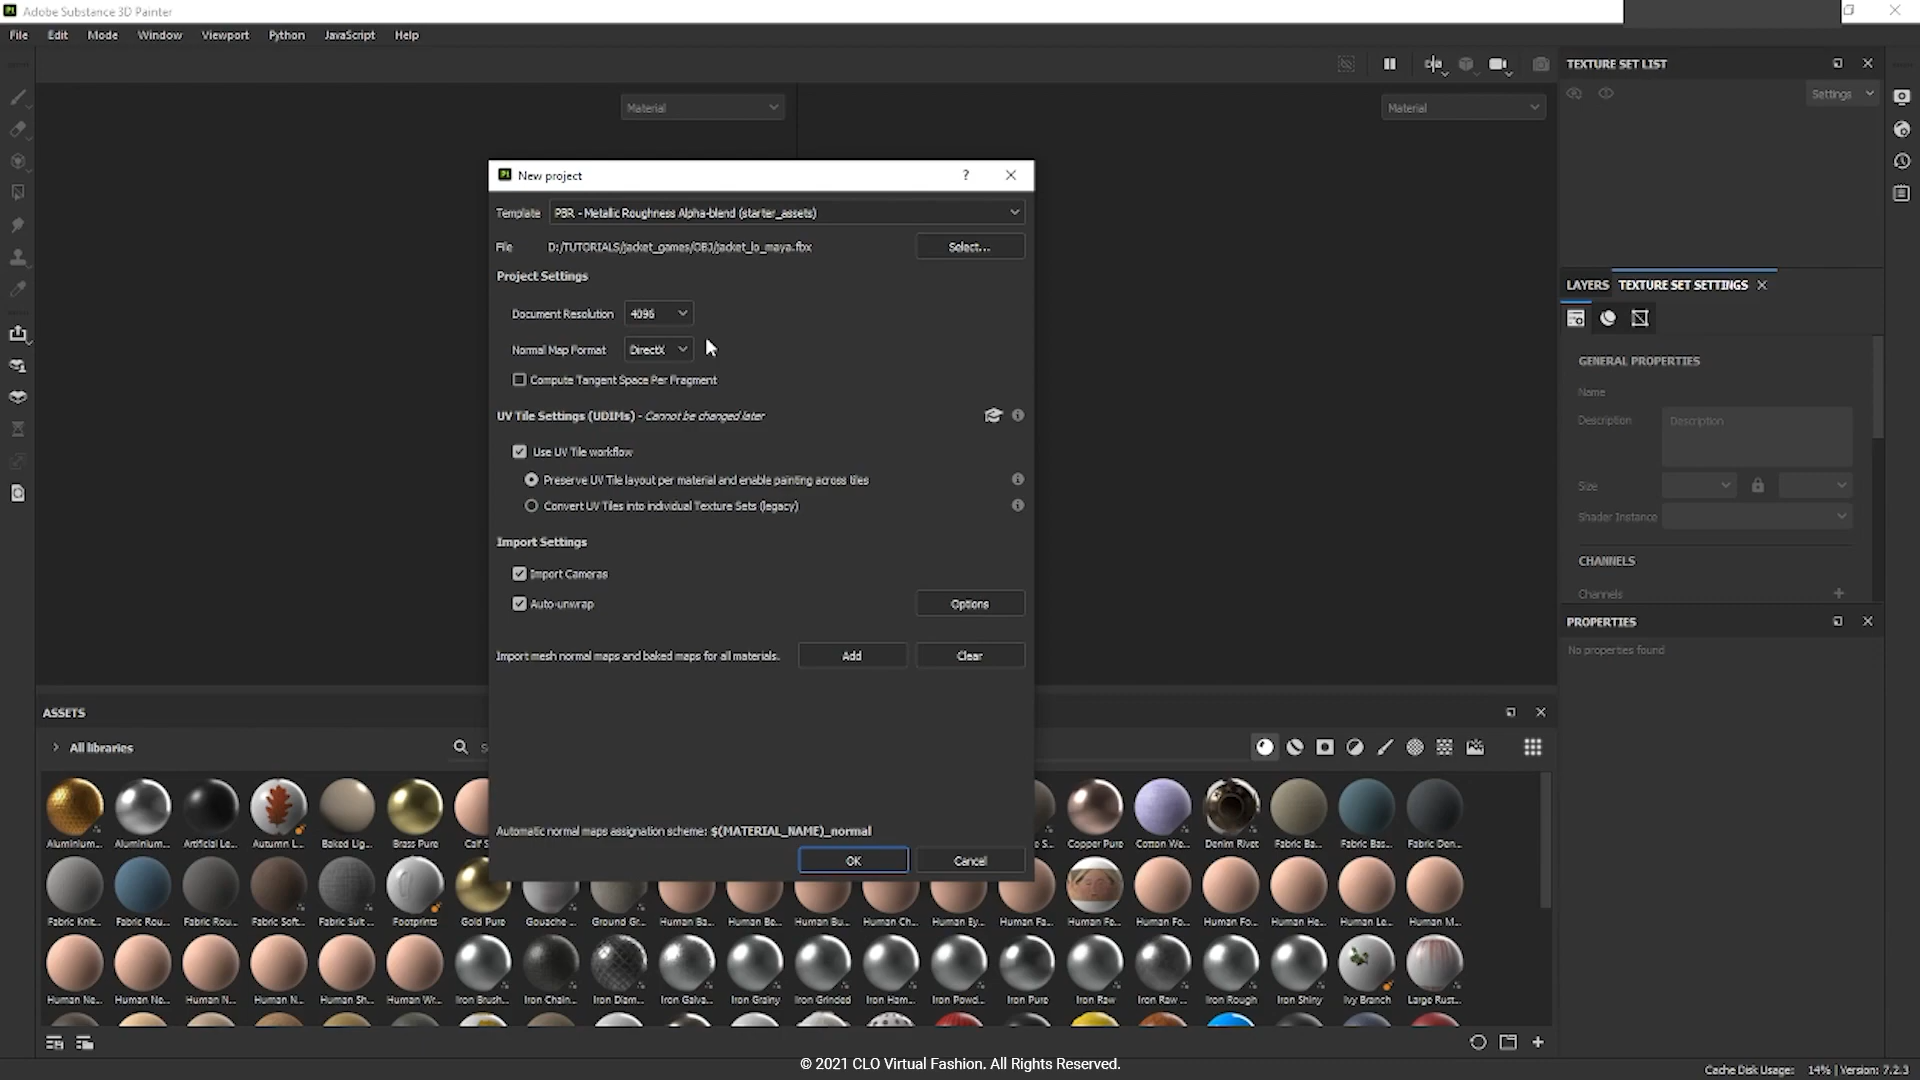 Adobe Substance 3D Painter
File Edit Mode Window Viewport Python JavaScript Help
Material
Material
TEXTURE SET LIST
Settings
New project
?
Template PBR - Metallic Roughness Alpha-blend (starter_assets)
File D:/TUTORIALS/jacket_games/OBJ/jacket_lo_maya.fbx Select...
Project Settings
Document Resolution 4096
Normal Map Format DirectX
Compute Tangent Space Per Fragment
UV Tile Settings (UDIMs) - Cannot be changed later
Use UV Tile workflow
Preserve UV Tile layout per material and enable painting across tiles
Convert UV Tiles into individual Texture Sets (legacy)
Import Settings
Import Cameras
Auto-unwrap Options
Import mesh normal maps and baked maps for all materials. Add Clear
Automatic normal maps assignation scheme: $(MATERIAL_NAME)_normal
OK Cancel
LAYERS TEXTURE SET SETTINGS
GENERAL PROPERTIES
Name
Description Description
Size
Shader Instance
CHANNELS
Channels
PROPERTIES
No properties found
ASSETS
All libraries
Aluminium... Aluminium... Artificial Le... Autumn L... Baked Lig... Brass Pure Calf S Copper Pure Cotton We... Denim Rivet Fabric Ba... Fabric Bas... Fabric Den...
Fabric Knit... Fabric Rou... Fabric Rou... Fabric Soft... Fabric Suit... Footprints Gold Pure Gouache ... Ground Gr... Human Ba... Human Be... Human Bu... Human Ch... Human Ey... Human Fa... Human Fe... Human Fo... Human Fo... Human He... Human Le... Human M...
Human Ne... Human Ne... Human N... Human N... Human Sh... Human Wr... Iron Brush... Iron Chain... Iron Diam... Iron Galva... Iron Grainy Iron Grinded Iron Ham... Iron Powd... Iron Pure Iron Raw Iron Raw ... Iron Rough Iron Shiny Ivy Branch Large Rust...
© 2021 CLO Virtual Fashion. All Rights Reserved.
Cache Disk Usage: 14% | Version: 7.2.3